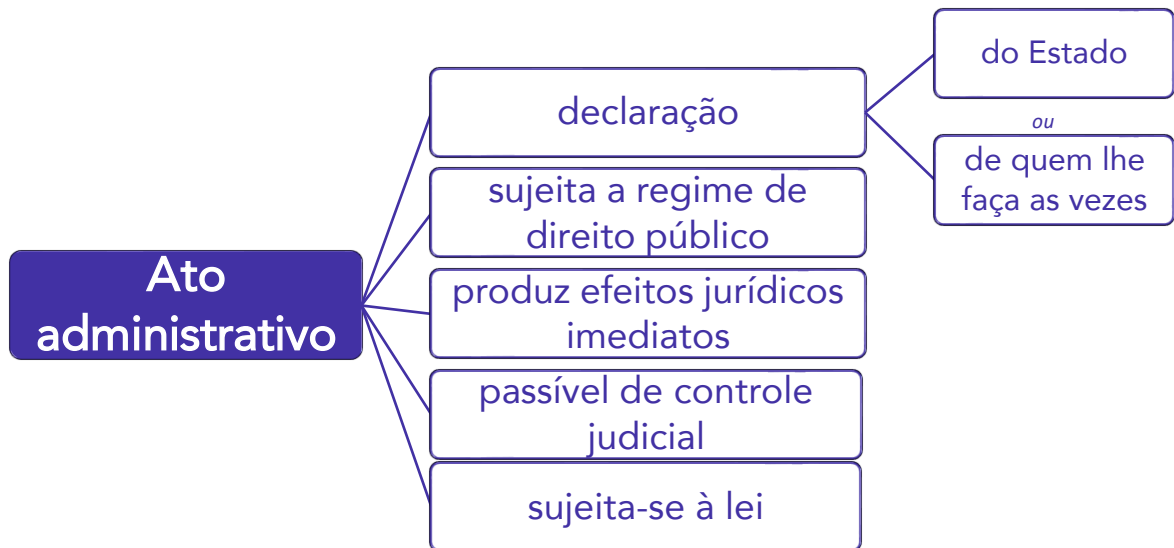 Ato
administrativo
declaração
do Estado
ou
de quem lhe
faça as vezes
sujeita a regime de
direito público
produz efeitos jurídicos
imediatos
passível de controle
judicial
sujeita-se à lei